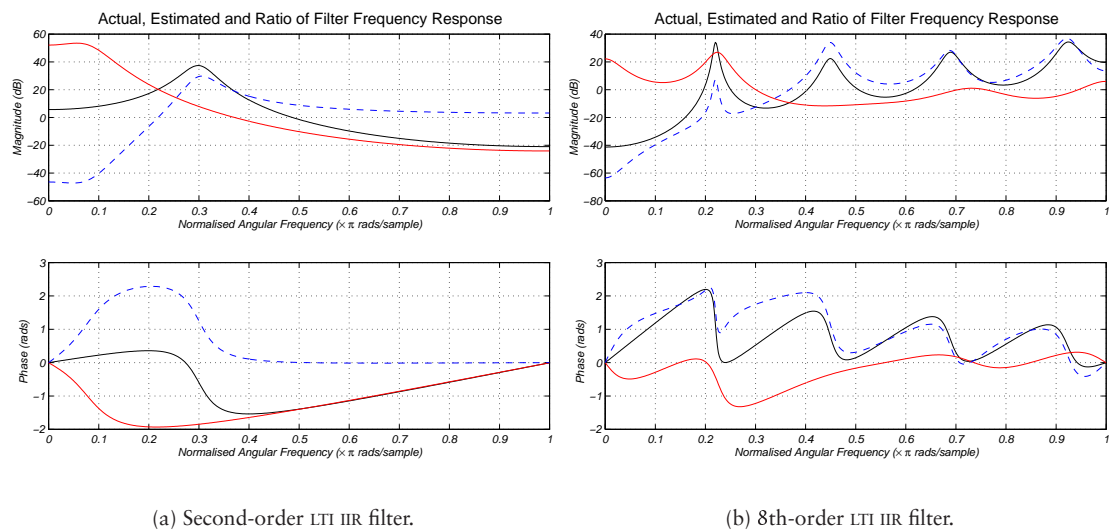 Actual, Estimated and Ratio of Filter Frequency Response
60
40
20
0
−20
−40
−60
Magnitude (dB)
0 0.1 0.2 0.3 0.4 0.5 0.6 0.7 0.8 0.9 1
Normalised Angular Frequency (× π rads/sample)
3
2
1
0
−1
−2
Phase (rads)
0 0.1 0.2 0.3 0.4 0.5 0.6 0.7 0.8 0.9 1
Normalised Angular Frequency (× π rads/sample)
(a) Second-order LTI IIR filter.
Actual, Estimated and Ratio of Filter Frequency Response
60
40
20
0
−20
−40
−60
−80
Magnitude (dB)
0 0.1 0.2 0.3 0.4 0.5 0.6 0.7 0.8 0.9 1
Normalised Angular Frequency (× π rads/sample)
3
2
1
0
−1
−2
Phase (rads)
0 0.1 0.2 0.3 0.4 0.5 0.6 0.7 0.8 0.9 1
Normalised Angular Frequency (× π rads/sample)
(b) 8th-order LTI IIR filter.